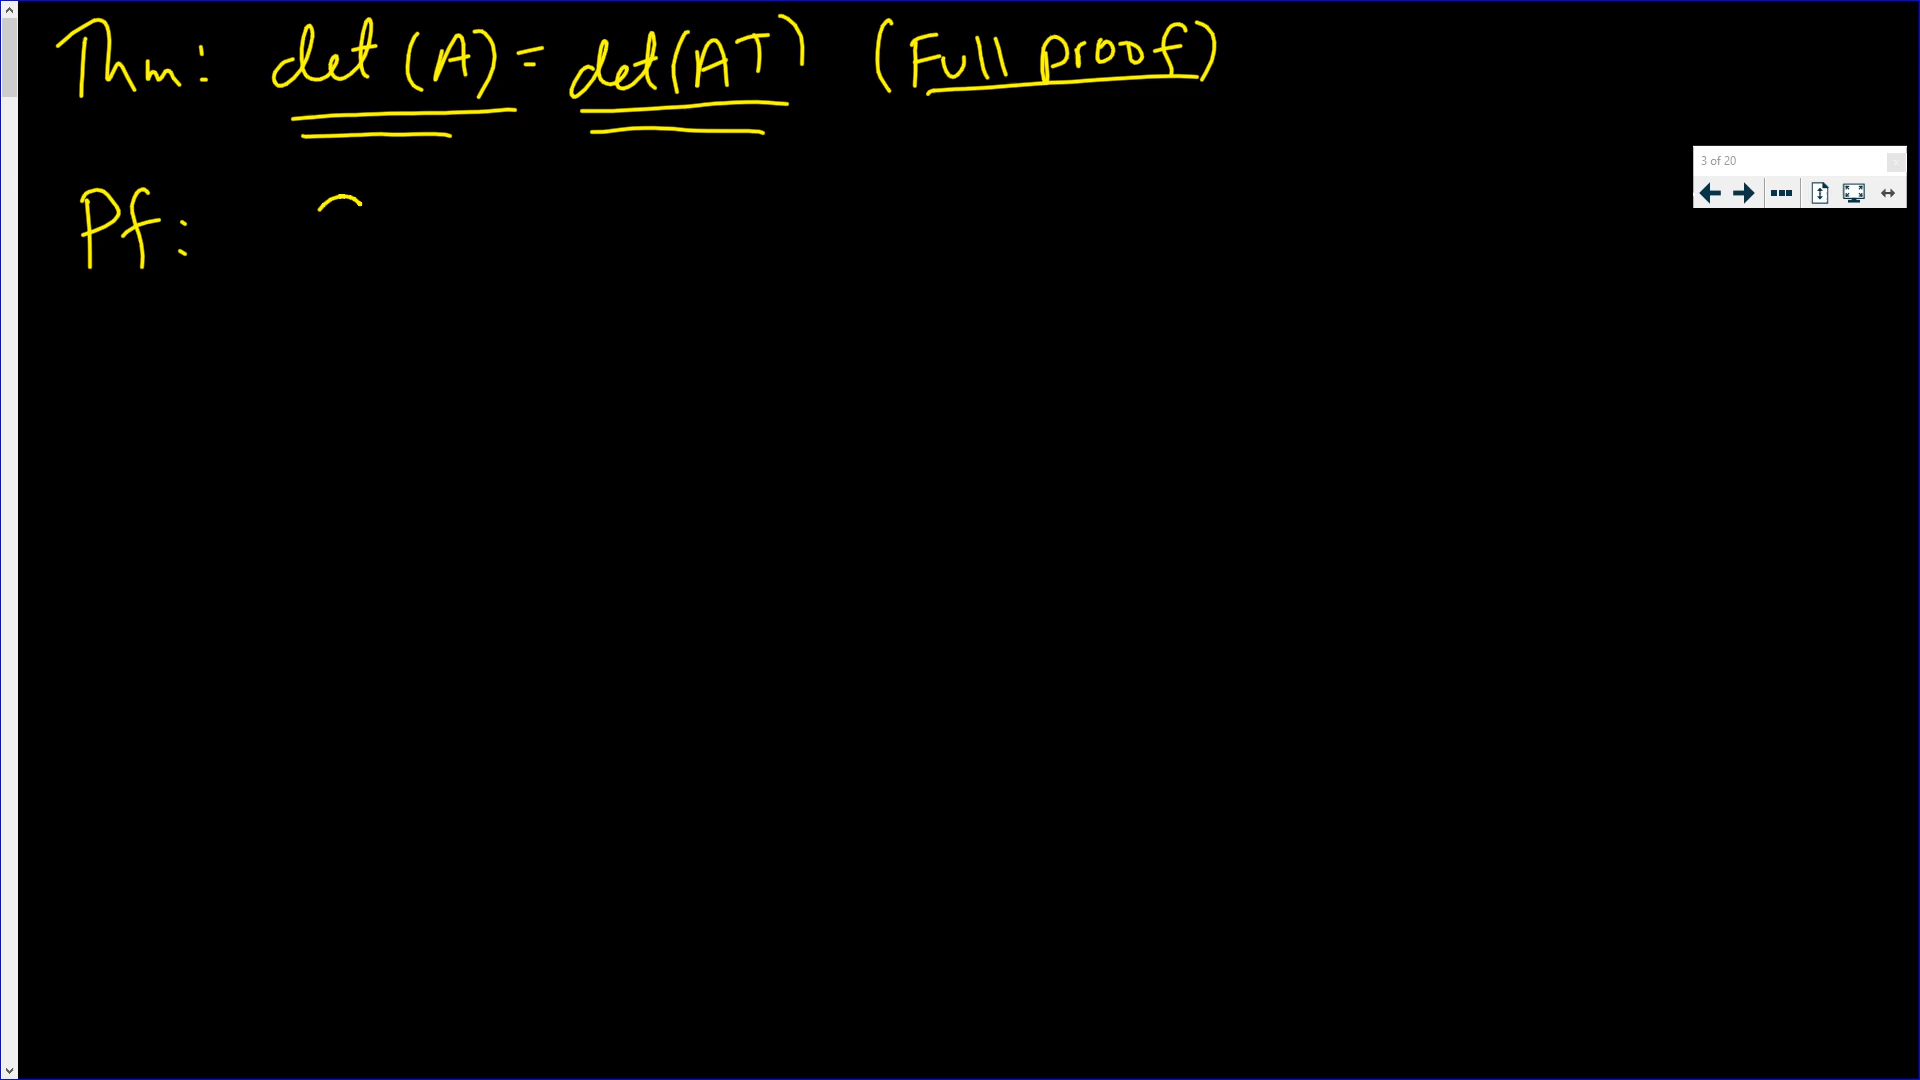 Thm: det(A) = det(AT) (Full proof)
3 of 20
Pf: